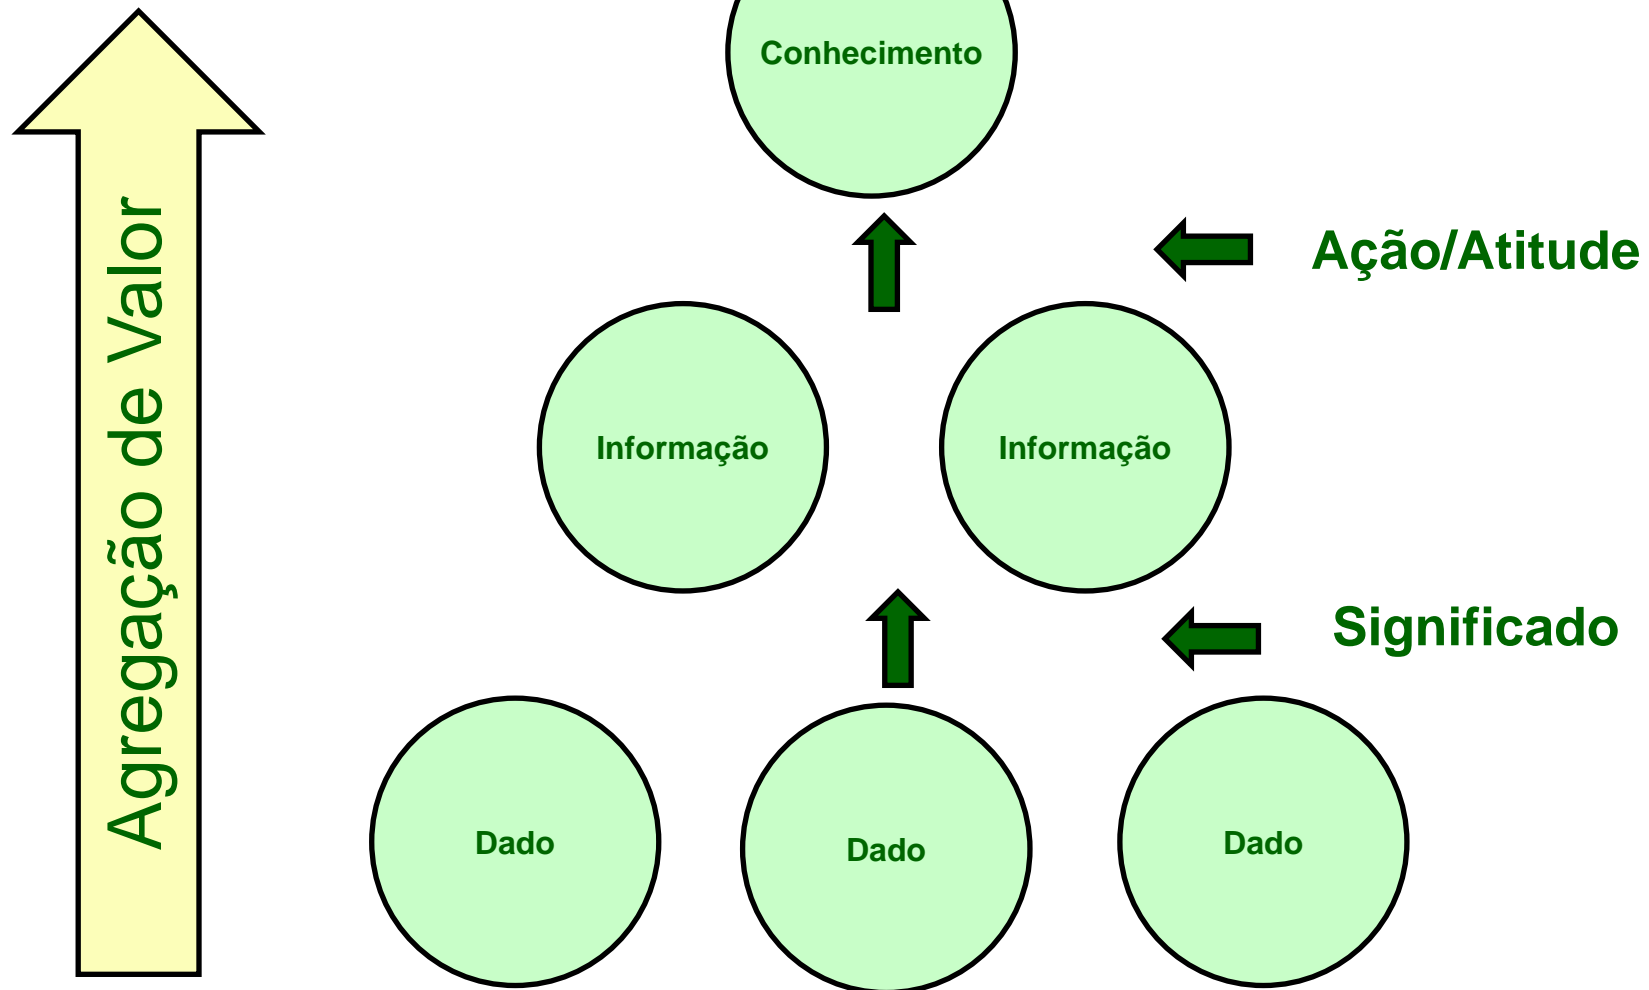 Conhecimento
Agregação de Valor
Ação/Atitude
Informação
Informação
Significado
Dado
Dado
Dado